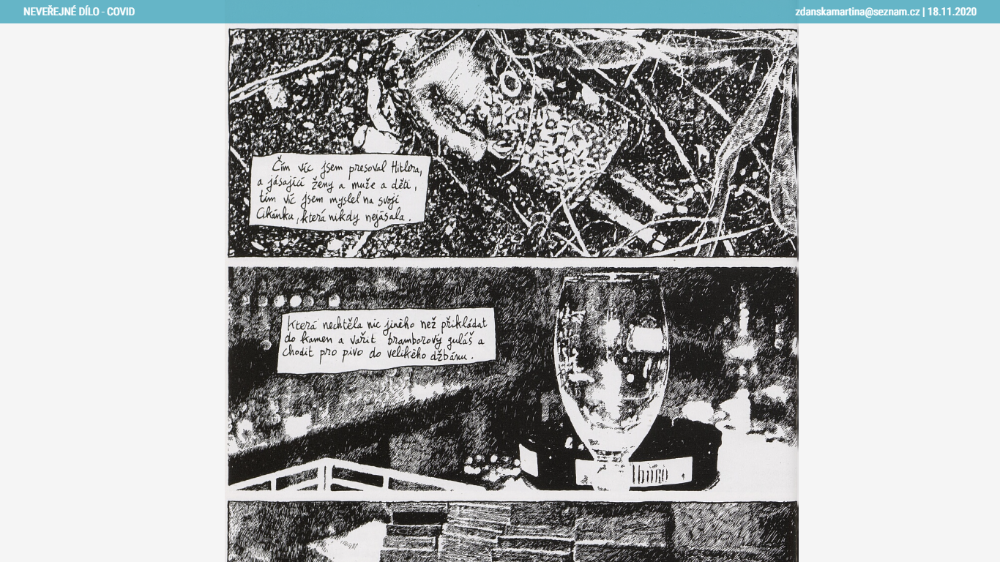 NEVEŘEJNÉ DÍLO - COVID
zdanskamartina@seznam.cz | 18.11.2020
Čím víc jsem presoval Hitlera,
a jásající ženy a muže a děti,
tím víc jsem myslel na svoji
Cikánku, která nikdy nejásala.
Která nechtěla nic jiného než přikládat
do kamen a vařit bramborový guláš a
chodit pro pivo do velikého džbánu.